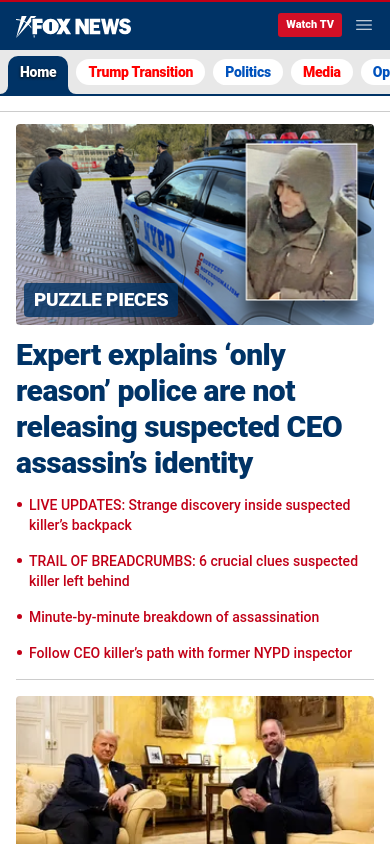 FOX NEWS
Watch TV
Home
Trump Transition
Politics
Media
Op
NYPD
COURTESY
PROFESSIONALISM
RESPECT
PUZZLE PIECES
Expert explains ‘only
reason’ police are not
releasing suspected CEO
assassin’s identity
• LIVE UPDATES: Strange discovery inside suspected
killer’s backpack
• TRAIL OF BREADCRUMBS: 6 crucial clues suspected
killer left behind
• Minute-by-minute breakdown of assassination
• Follow CEO killer’s path with former NYPD inspector